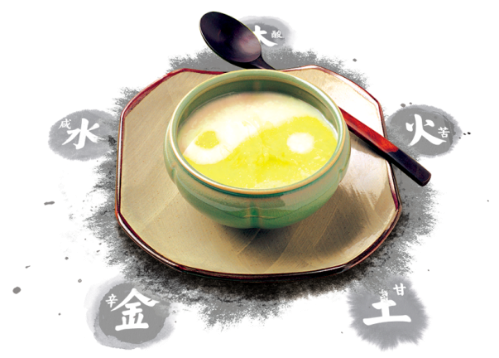 木 酸
咸 水
火 苦
辛 金
土 甘